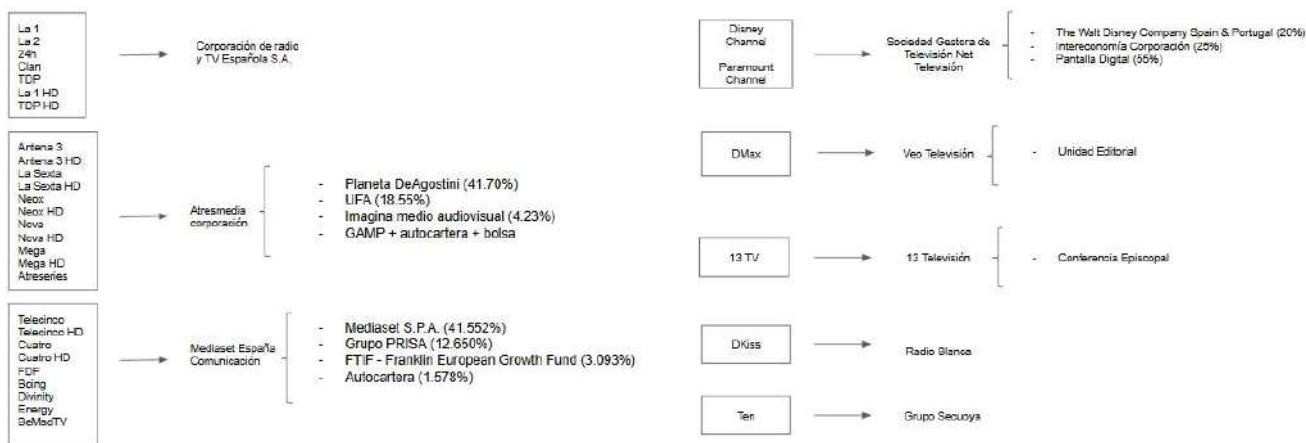 La 1
La 2
24h
Clan
TDP
La 1 HD
TDP HD
Corporación de radio
y TV Española S.A.
Antena 3
Antena 3 HD
La Sexta
La Sexta HD
Neox
Neox HD
Nova
Nova HD
Mega
Mega HD
Atreseries
Atresmedia
corporación
- Planeta DeAgostini (41.70%)
- UFA (18.55%)
- Imagina medio audiovisual (4.23%)
- GAMP + autocartera + bolsa
Telecinco
Telecinco HD
Cuatro
Cuatro HD
FDF
Boing
Divinity
Energy
BeMadTV
Mediaset España
Comunicación
- Mediaset S.P.A. (41.552%)
- Grupo PRISA (12.650%)
- FTIF - Franklin European Growth Fund (3.093%)
- Autocartera (1.578%)
Disney
Channel
Paramount
Channel
Sociedad Gestora de
Televisión Net
Televisión
- The Walt Disney Company Spain & Portugal (20%)
- Intereconomía Corporación (25%)
- Pantalla Digital (55%)
DMax
Veo Televisión
- Unidad Editorial
13 TV
13 Televisión
- Conferencia Episcopal
DKiss
Radio Blanca
Ten
Grupo Secuoya